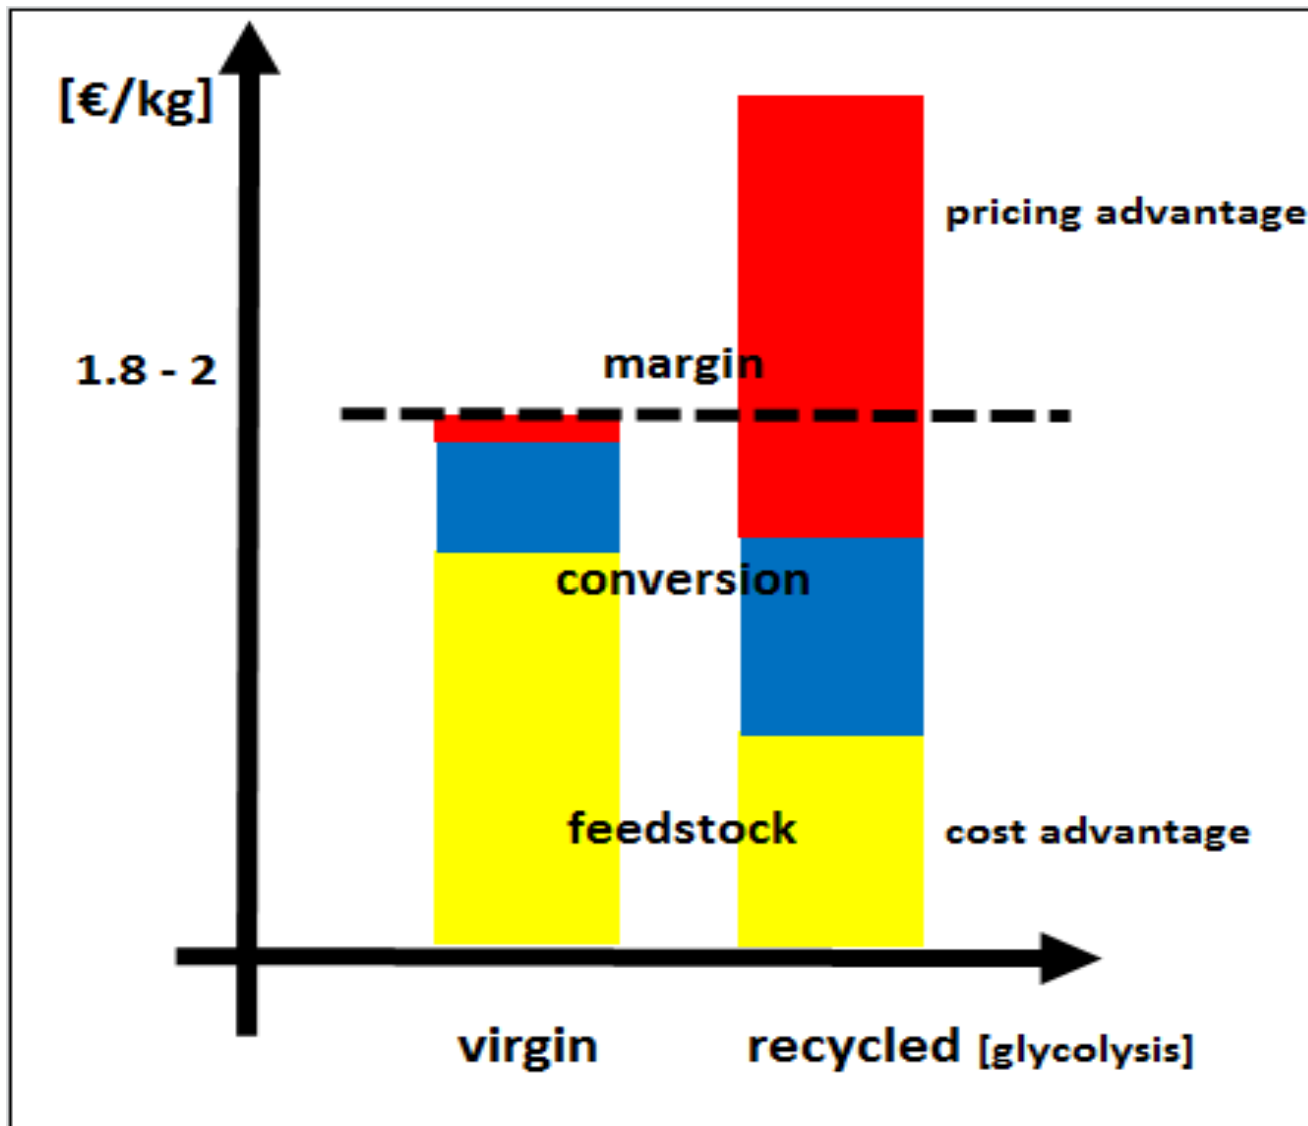 [€/kg]
pricing advantage
1.8 - 2
margin
conversion
feedstock
cost advantage
virgin
recycled [glycolysis]